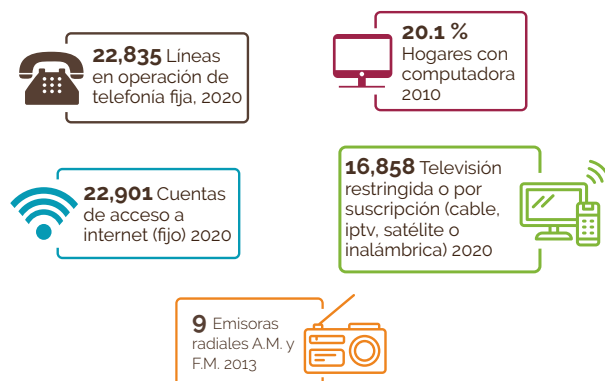 22,835 Líneas
en operación de
telefonía fija, 2020
20.1 %
Hogares con
computadora
2010
22,901 Cuentas
de acceso a
internet (fijo) 2020
16,858 Televisión
restringida o por
suscripción (cable,
iptv, satélite o
inalámbrica) 2020
9 Emisoras
radiales A.M. y
F.M. 2013